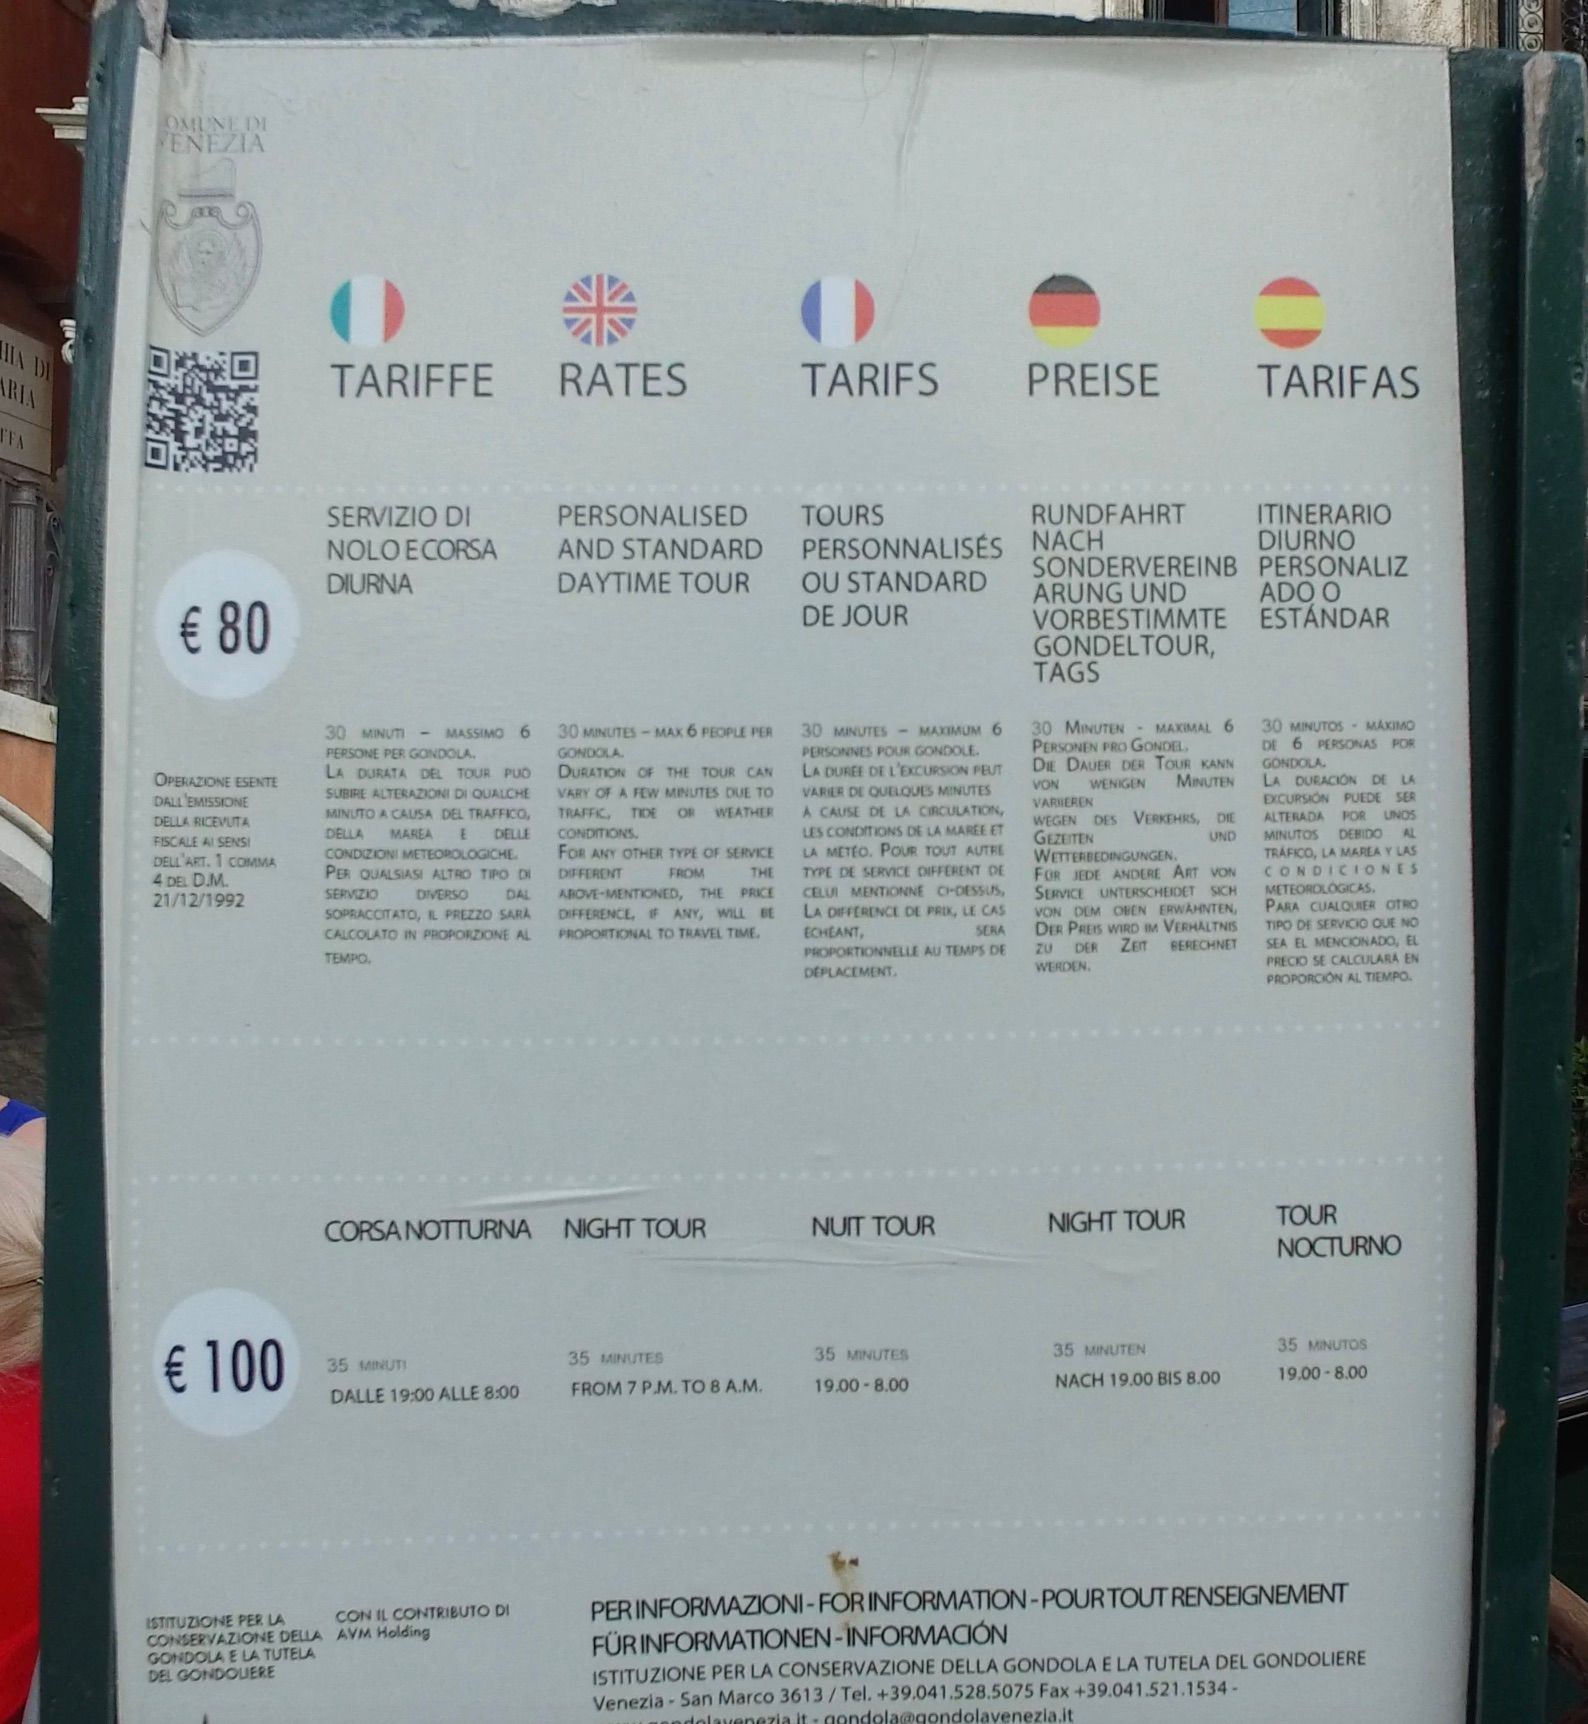 OMUNE DI
VENEZIA
TARIFFE
RATES
TARIFS
PREISE
TARIFAS
€ 80
SERVIZIO DI
NOLO E CORSA
DIURNA
PERSONALISED
AND STANDARD
DAYTIME TOUR
TOURS
PERSONNALISÉS
OU STANDARD
DE JOUR
RUNDFAHRT
NACH
SONDERVEREINB
ARUNG UND
VORBESTIMMTE
GONDELTOUR,
TAGS
ITINERARIO
DIURNO
PERSONALIZ
ADO O
ESTÁNDAR
OPERAZIONE ESENTE
DALL'EMISSIONE
DELLA RICEVUTA
FISCALE AI SENSI
DELL'ART. 1 COMMA
4 DEL D.M.
21/12/1992
30 MINUTI – MASSIMO 6
PERSONE PER GONDOLA.
LA DURATA DEL TOUR PUÒ
SUBIRE ALTERAZIONI DI QUALCHE
MINUTO A CAUSA DEL TRAFFICO,
DELLA MAREA E DELLE
CONDIZIONI METEOROLOGICHE.
PER QUALSIASI ALTRO TIPO DI
SERVIZIO DIVERSO DAL
SOPRACCITATO, IL PREZZO SARÀ
CALCOLATO IN PROPORZIONE AL
TEMPO.
30 MINUTES – MAX 6 PEOPLE PER
GONDOLA.
DURATION OF THE TOUR CAN
VARY OF A FEW MINUTES DUE TO
TRAFFIC, TIDE OR WEATHER
CONDITIONS.
FOR ANY OTHER TYPE OF SERVICE
DIFFERENT FROM THE
ABOVE-MENTIONED, THE PRICE
DIFFERENCE, IF ANY, WILL BE
PROPORTIONAL TO TRAVEL TIME.
30 MINUTES – MAXIMUM 6
PERSONNES POUR GONDOLE.
LA DURÉE DE L'EXCURSION PEUT
VARIER DE QUELQUES MINUTES
À CAUSE DE LA CIRCULATION,
LES CONDITIONS DE LA MARÉE ET
LA MÉTÉO. POUR TOUT AUTRE
TYPE DE SERVICE DIFFERENT DE
CELUI MENTIONNÉ CI-DESSUS,
LA DIFFÉRENCE DE PRIX, LE CAS
ÉCHÉANT, SERA
PROPORTIONNELLE AU TEMPS DE
DÉPLACEMENT.
30 MINUTEN - MAXIMAL 6
PERSONEN PRO GONDEL.
DIE DAUER DER TOUR KANN
VON WENIGEN MINUTEN
VARIIEREN
WEGEN DES VERKEHRS, DIE
GEZEITEN UND
WETTERBEDINGUNGEN.
FÜR JEDE ANDERE ART VON
SERVICE UNTERSCHEIDET SICH
VON DEM OBEN ERWÄHNTEN,
DER PREIS WIRD IM VERHÄLTNIS
ZU DER ZEIT BERECHNET
WERDEN.
30 MINUTOS - MÁXIMO
DE 6 PERSONAS POR
GÓNDOLA.
LA DURACIÓN DE LA
EXCURSIÓN PUEDE SER
ALTERADA POR UNOS
MINUTOS DEBIDO AL
TRÁFICO, LA MAREA Y LAS
CONDICIONES
METEOROLÓGICAS.
PARA CUALQUIER OTRO
TIPO DE SERVICIO QUE NO
SEA EL MENCIONADO, EL
PRECIO SE CALCULARÁ EN
PROPORCIÓN AL TIEMPO.
CORSA NOTTURNA
NIGHT TOUR
NUIT TOUR
NIGHT TOUR
TOUR
NOCTURNO
€ 100
35 MINUTI
DALLE 19:00 ALLE 8:00
35 MINUTES
FROM 7 P.M. TO 8 A.M.
35 MINUTES
19.00 - 8.00
35 MINUTEN
NACH 19.00 BIS 8.00
35 MINUTOS
19.00 - 8.00
ISTITUZIONE PER LA
CONSERVAZIONE DELLA
GONDOLA E LA TUTELA
DEL GONDOLIERE
CON IL CONTRIBUTO DI
AVM Holding
PER INFORMAZIONI - FOR INFORMATION - POUR TOUT RENSEIGNEMENT
FÜR INFORMATIONEN - INFORMACIÓN
ISTITUZIONE PER LA CONSERVAZIONE DELLA GONDOLA E LA TUTELA DEL GONDOLIERE
Venezia - San Marco 3613 / Tel. +39.041.528.5075 Fax +39.041.521.1534 -
www.gondolavenezia.it - gondola@gondolavenezia.it